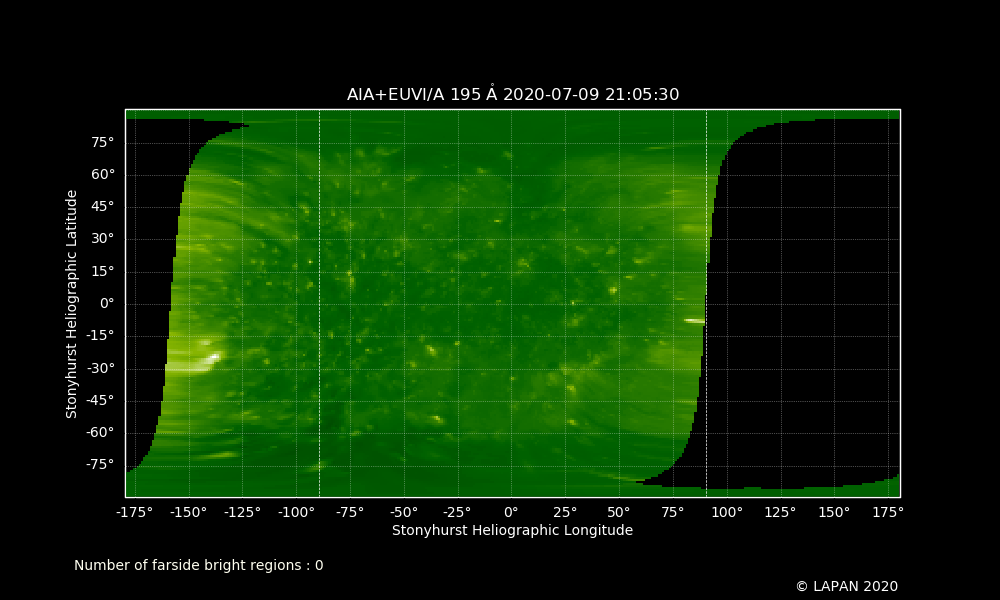 AIA+EUVI/A 195 Å 2020-07-09 21:05:30
75°
60°
45°
30°
15°
0°
-15°
-30°
-45°
-60°
-75°
Stonyhurst Heliographic Latitude
-175° -150° -125° -100° -75° -50° -25° 0° 25° 50° 75° 100° 125° 150° 175°
Stonyhurst Heliographic Longitude
Number of farside bright regions : 0
© LAPAN 2020